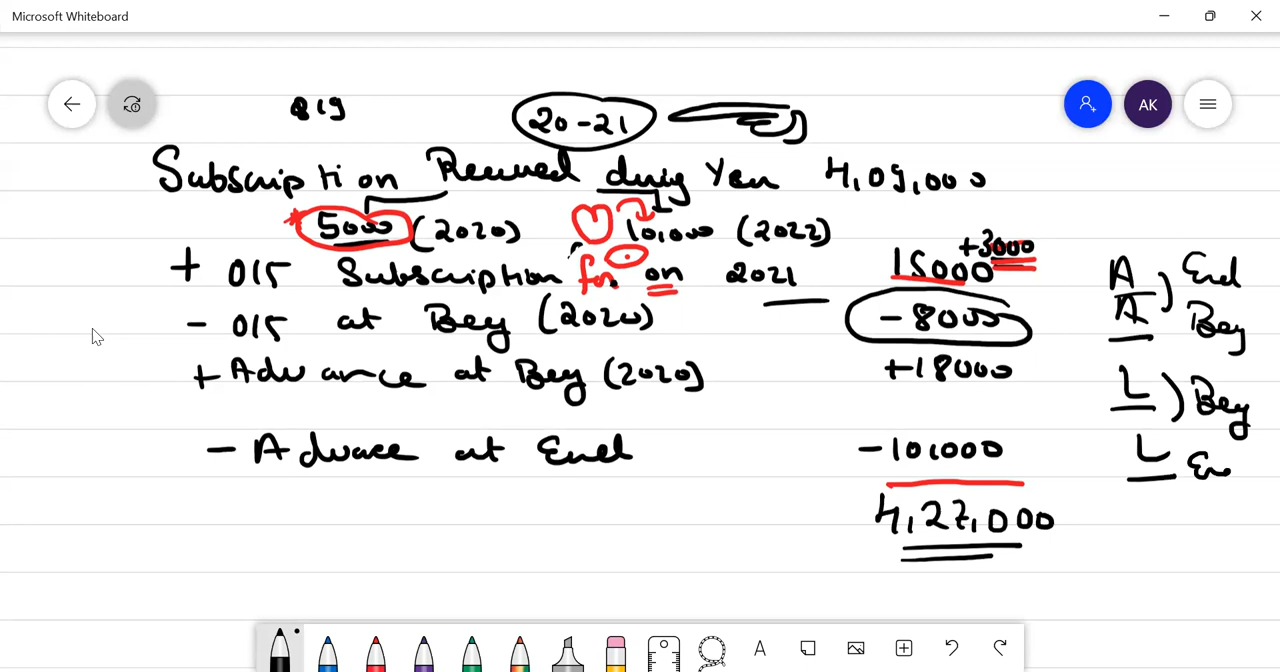 Microsoft Whiteboard
Q19
20-21
AK
Subscription Received during Year 4,09,000
5000 (2020) 10,000 (2022)
+3000
+ O/S Subscription for on 2021 15000 A End
- O/S at Beg (2020) - 8000 A Beg
+ Advance at Beg (2020) +18000 L Beg
- Advace at End -10,000 L En
4,27,000
A